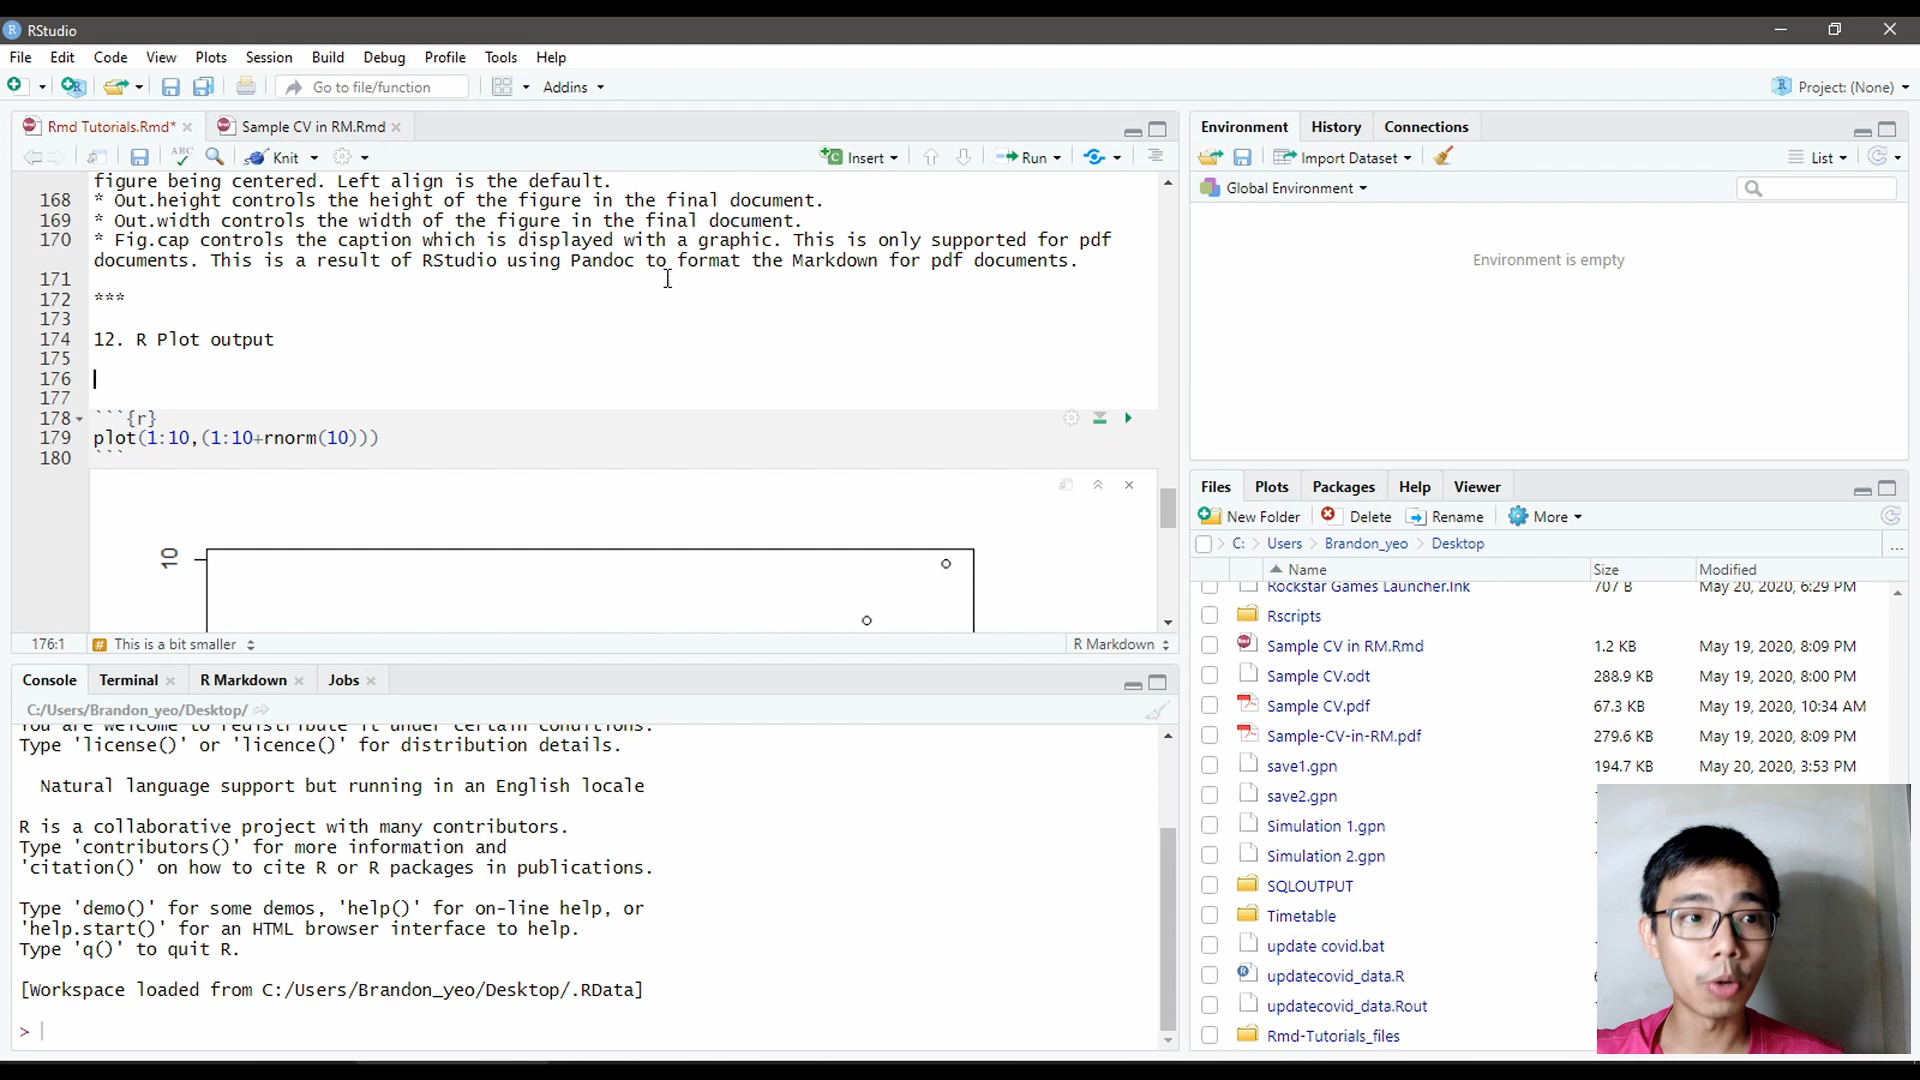 RStudio
File Edit Code View Plots Session Build Debug Profile Tools Help
Go to file/function Addins Project: (None)
Rmd Tutorials.Rmd* Sample CV in RM.Rmd
ABC Knit Insert Run
figure being centered. Left align is the default.
168 * Out.height controls the height of the figure in the final document.
169 * Out.width controls the width of the figure in the final document.
170 * Fig.cap controls the caption which is displayed with a graphic. This is only supported for pdf
documents. This is a result of RStudio using Pandoc to format the Markdown for pdf documents.
171
172 ***
173
174 12. R Plot output
175
176
177
178 ```{r}
179 plot(1:10,(1:10+rnorm(10)))
180 ```
10
176:1 # This is a bit smaller R Markdown
Console Terminal R Markdown Jobs
C:/Users/Brandon_yeo/Desktop/
You are welcome to redistribute it under certain conditions.
Type 'license()' or 'licence()' for distribution details.
Natural language support but running in an English locale
R is a collaborative project with many contributors.
Type 'contributors()' for more information and
'citation()' on how to cite R or R packages in publications.
Type 'demo()' for some demos, 'help()' for on-line help, or
'help.start()' for an HTML browser interface to help.
Type 'q()' to quit R.
[Workspace loaded from C:/Users/Brandon_yeo/Desktop/.RData]
>
Environment History Connections
Import Dataset List
Global Environment
Environment is empty
Files Plots Packages Help Viewer
New Folder Delete Rename More
C: Users Brandon_yeo Desktop ...
Name Size Modified
Rockstar Games Launcher.lnk 707 B May 20, 2020, 6:29 PM
Rscripts
Sample CV in RM.Rmd 1.2 KB May 19, 2020, 8:09 PM
Sample CV.odt 288.9 KB May 19, 2020, 8:00 PM
Sample CV.pdf 67.3 KB May 19, 2020, 10:34 AM
Sample-CV-in-RM.pdf 279.6 KB May 19, 2020, 8:09 PM
save1.gpn 194.7 KB May 20, 2020, 3:53 PM
save2.gpn
Simulation 1.gpn
Simulation 2.gpn
SQLOUTPUT
Timetable
update covid.bat
updatecovid_data.R
updatecovid_data.Rout
Rmd-Tutorials_files